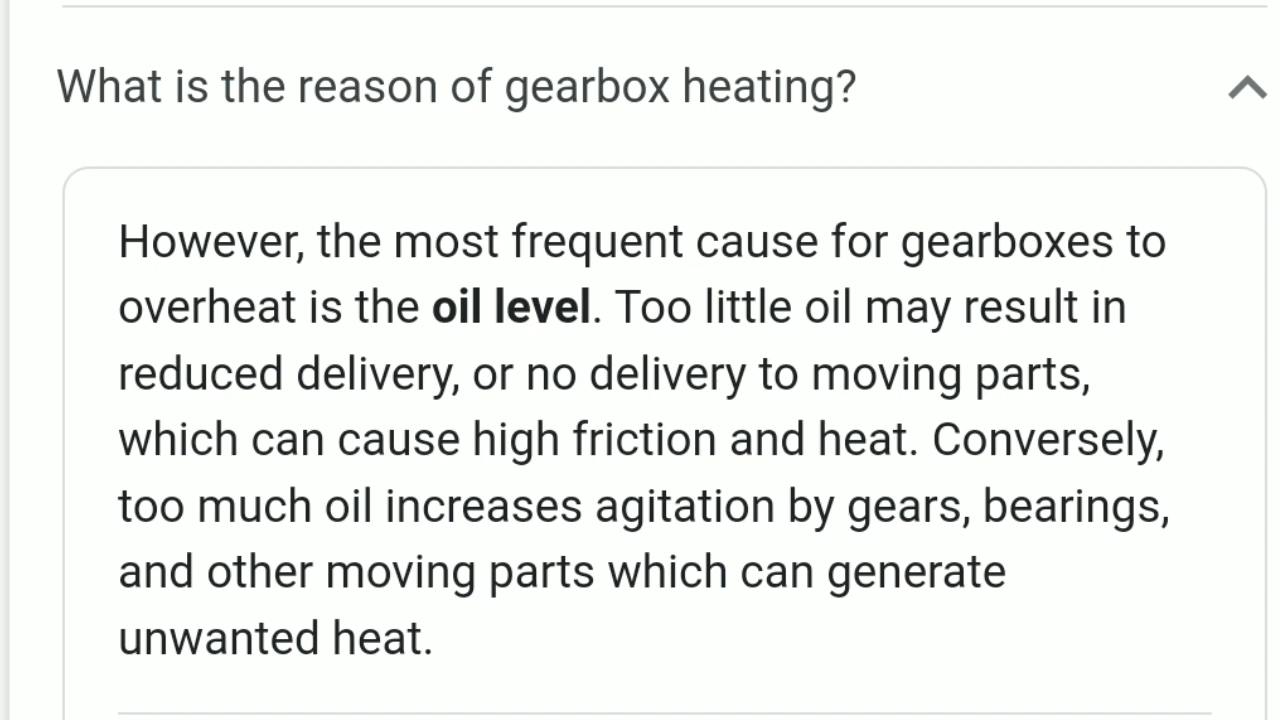 What is the reason of gearbox heating?
However, the most frequent cause for gearboxes to
overheat is the oil level. Too little oil may result in
reduced delivery, or no delivery to moving parts,
which can cause high friction and heat. Conversely,
too much oil increases agitation by gears, bearings,
and other moving parts which can generate
unwanted heat.